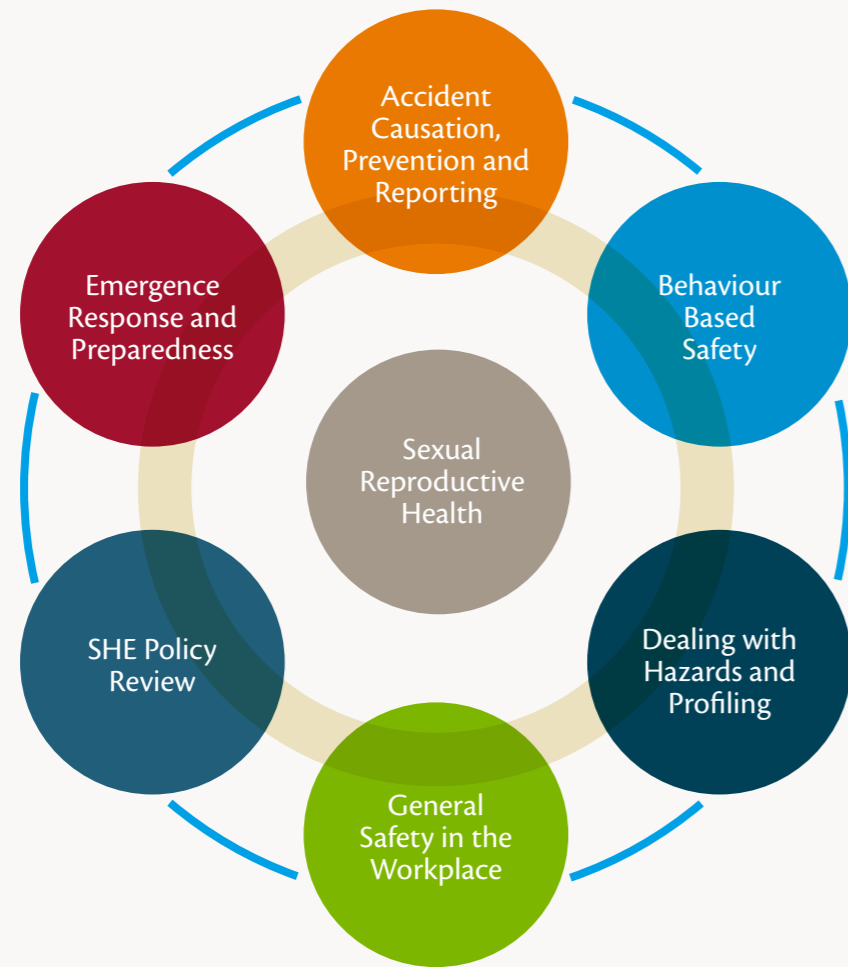 Accident
Causation,
Prevention and
Reporting
Emergence
Response and
Preparedness
Behaviour
Based
Safety
Sexual
Reproductive
Health
SHE Policy
Review
Dealing with
Hazards and
Profiling
General
Safety in the
Workplace